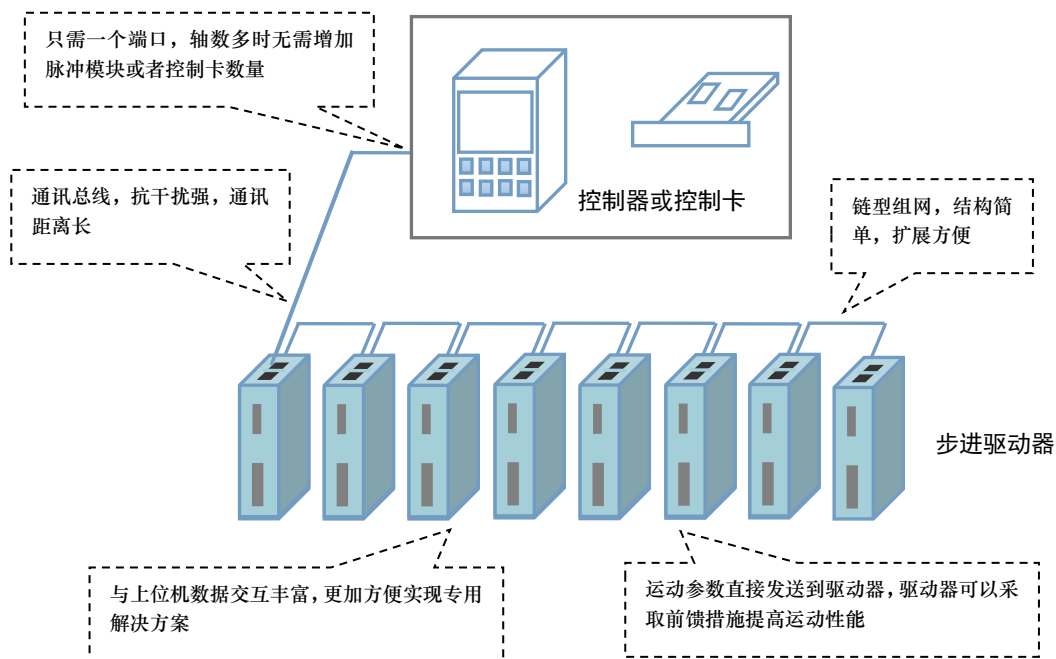 只需一个端口，轴数多时无需增加
脉冲模块或者控制卡数量
通讯总线，抗干扰强，通讯
距离长
控制器或控制卡
链型组网，结构简
单，扩展方便
步进驱动器
与上位机数据交互丰富，更加方便实现专用
解决方案
运动参数直接发送到驱动器，驱动器可以采
取前馈措施提高运动性能